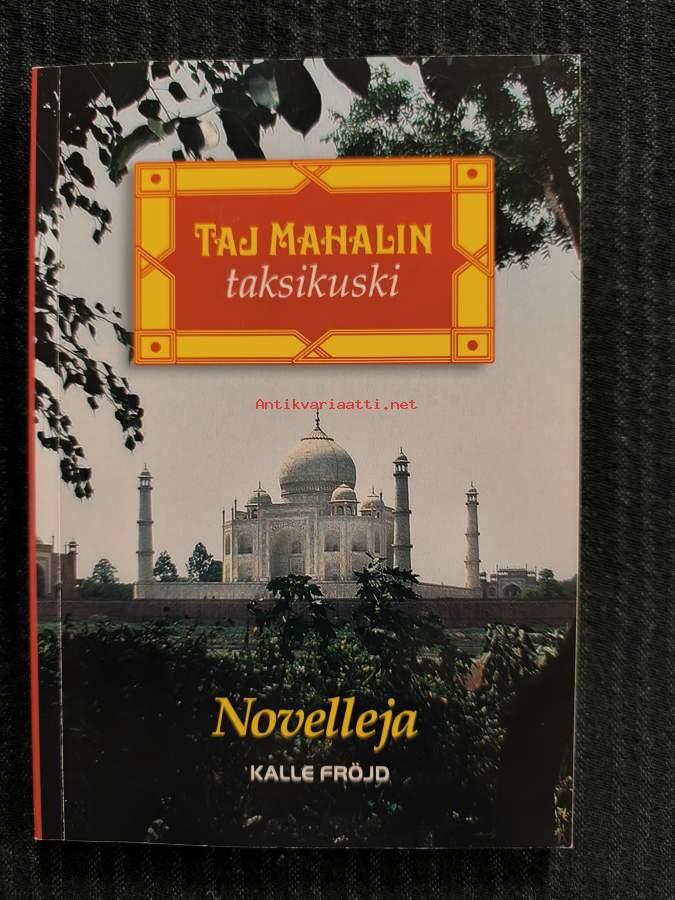 TAJ MAHALIN
taksikuski
Antikvariaatti.net
Novelleja
KALLE FRÖJD